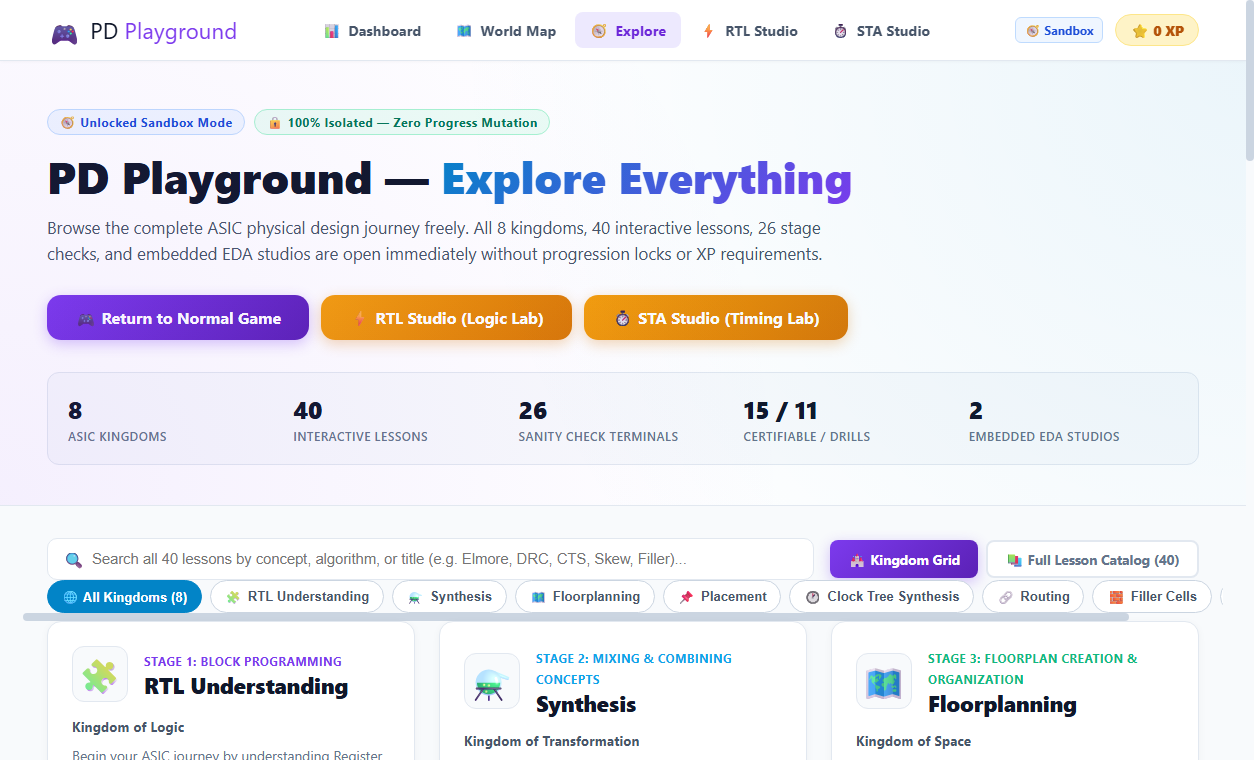 PD Playground
Dashboard
World Map
Explore
RTL Studio
STA Studio
Sandbox
0 XP
Unlocked Sandbox Mode
100% Isolated — Zero Progress Mutation
PD Playground — Explore Everything
Browse the complete ASIC physical design journey freely. All 8 kingdoms, 40 interactive lessons, 26 stage
checks, and embedded EDA studios are open immediately without progression locks or XP requirements.
Return to Normal Game
RTL Studio (Logic Lab)
STA Studio (Timing Lab)
8
ASIC KINGDOMS
40
INTERACTIVE LESSONS
26
SANITY CHECK TERMINALS
15 / 11
CERTIFIABLE / DRILLS
2
EMBEDDED EDA STUDIOS
Search all 40 lessons by concept, algorithm, or title (e.g. Elmore, DRC, CTS, Skew, Filler)...
Kingdom Grid
Full Lesson Catalog (40)
All Kingdoms (8)
RTL Understanding
Synthesis
Floorplanning
Placement
Clock Tree Synthesis
Routing
Filler Cells
STAGE 1: BLOCK PROGRAMMING
RTL Understanding
Kingdom of Logic
Begin your ASIC journey by understanding Register
STAGE 2: MIXING & COMBINING
CONCEPTS
Synthesis
Kingdom of Transformation
STAGE 3: FLOORPLAN CREATION &
ORGANIZATION
Floorplanning
Kingdom of Space